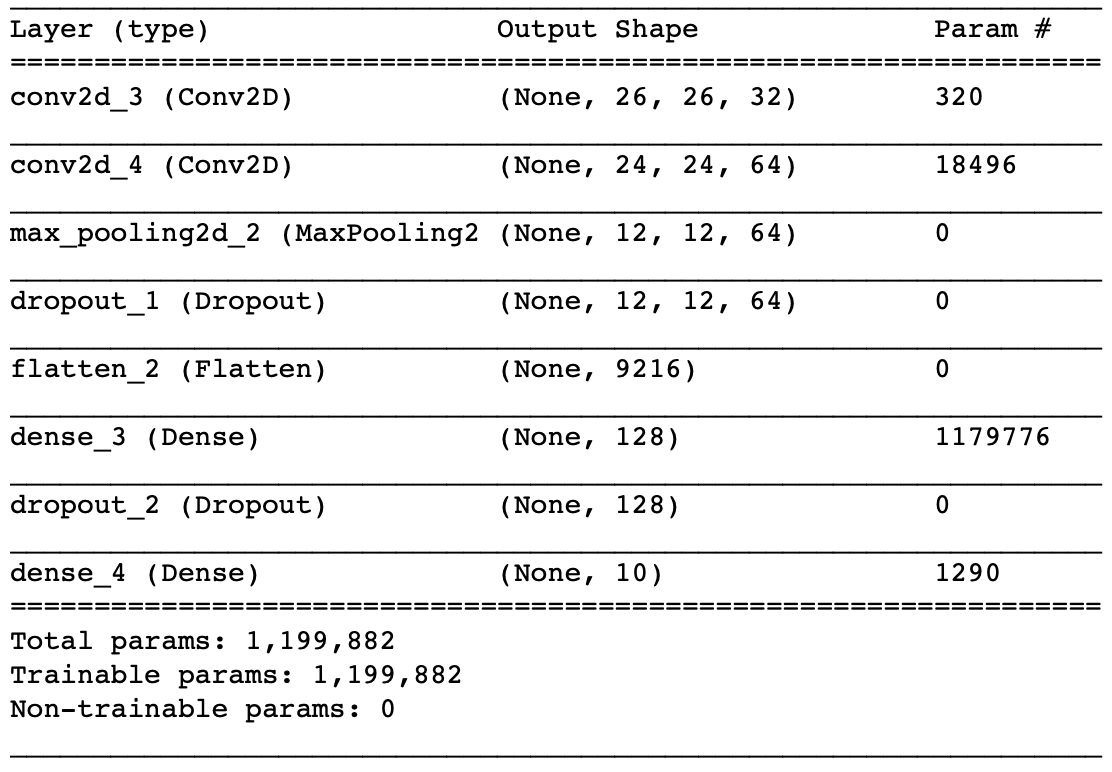 Layer (type) Output Shape Param #
=================================================================
conv2d_3 (Conv2D) (None, 26, 26, 32) 320
conv2d_4 (Conv2D) (None, 24, 24, 64) 18496
max_pooling2d_2 (MaxPooling2 (None, 12, 12, 64) 0
dropout_1 (Dropout) (None, 12, 12, 64) 0
flatten_2 (Flatten) (None, 9216) 0
dense_3 (Dense) (None, 128) 1179776
dropout_2 (Dropout) (None, 128) 0
dense_4 (Dense) (None, 10) 1290
=================================================================
Total params: 1,199,882
Trainable params: 1,199,882
Non-trainable params: 0